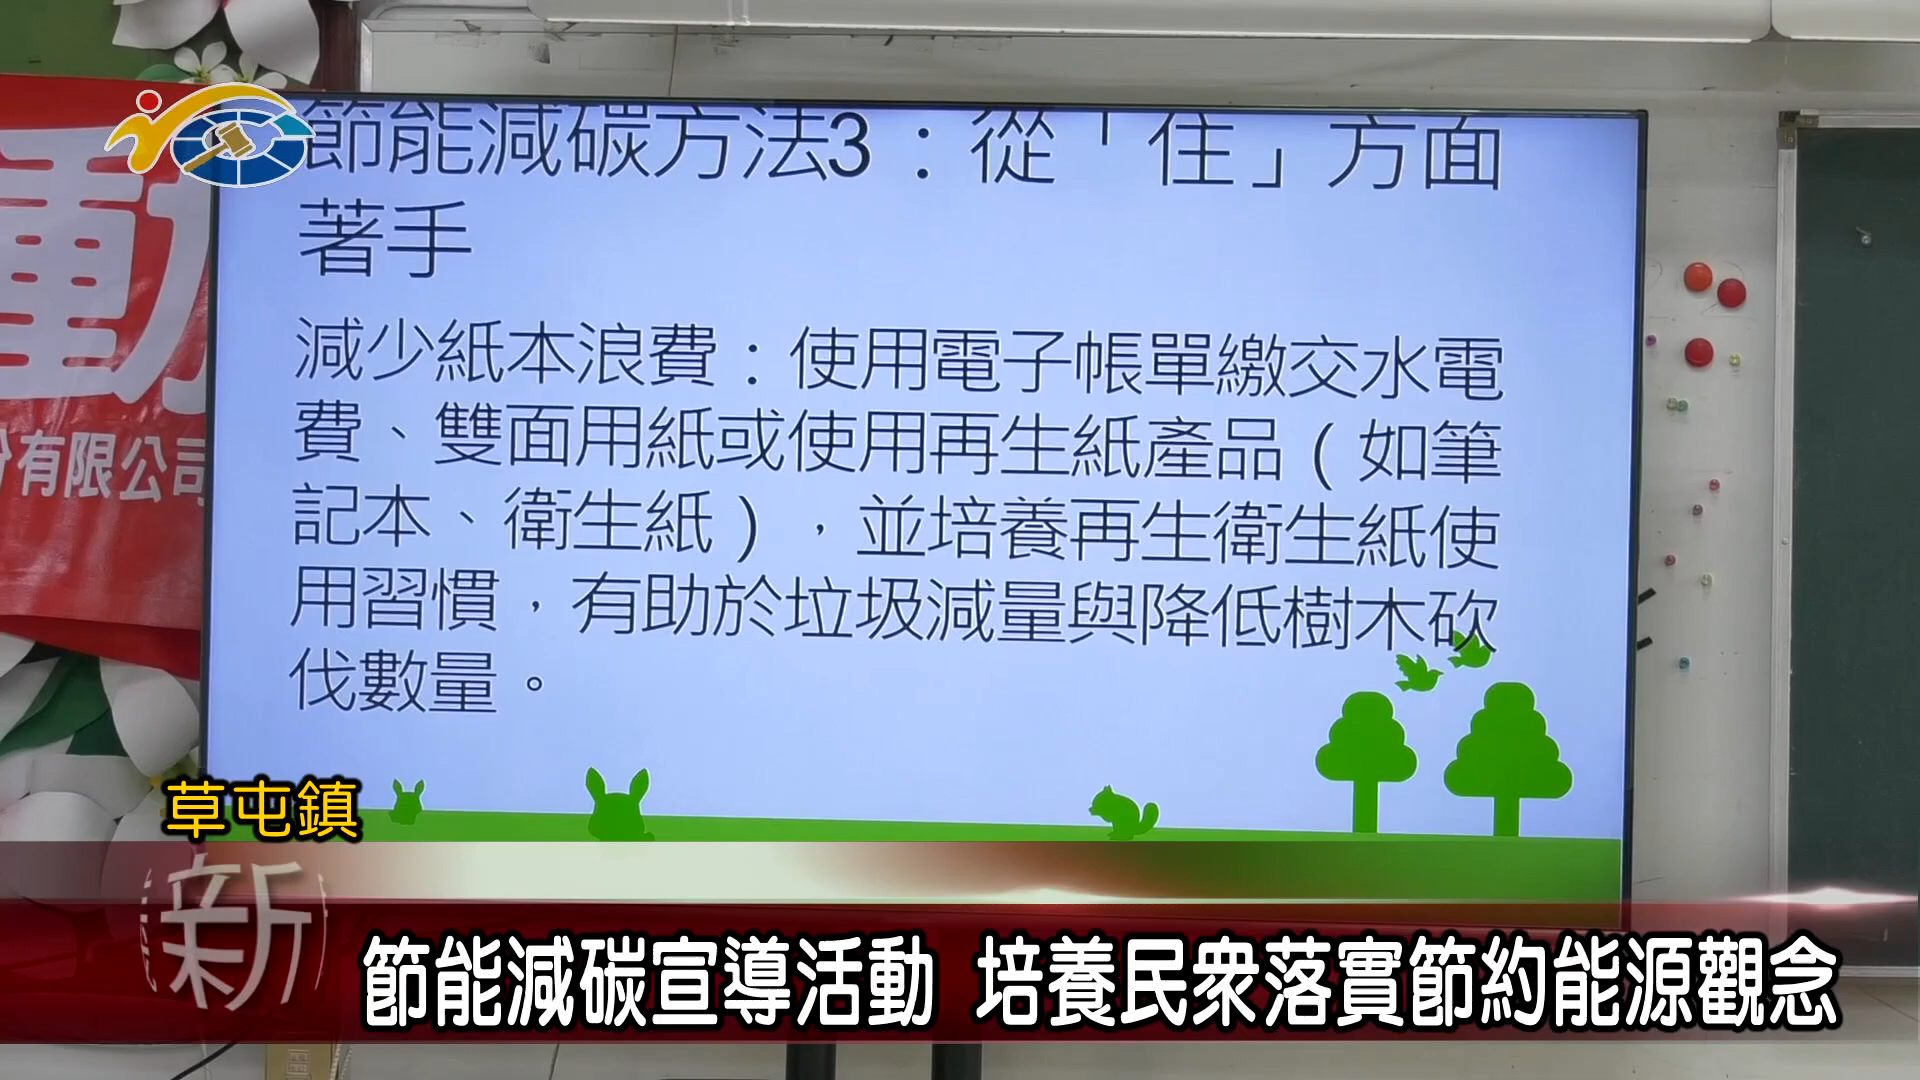 節能減碳方法3：從「住」方面
著手
減少紙本浪費：使用電子帳單繳交水電
費、雙面用紙或使用再生紙產品（如筆
記本、衛生紙），並培養再生衛生紙使
用習慣，有助於垃圾減量與降低樹木砍
伐數量。
動
份有限公司
草屯鎮
新
節能減碳宣導活動 培養民眾落實節約能源觀念